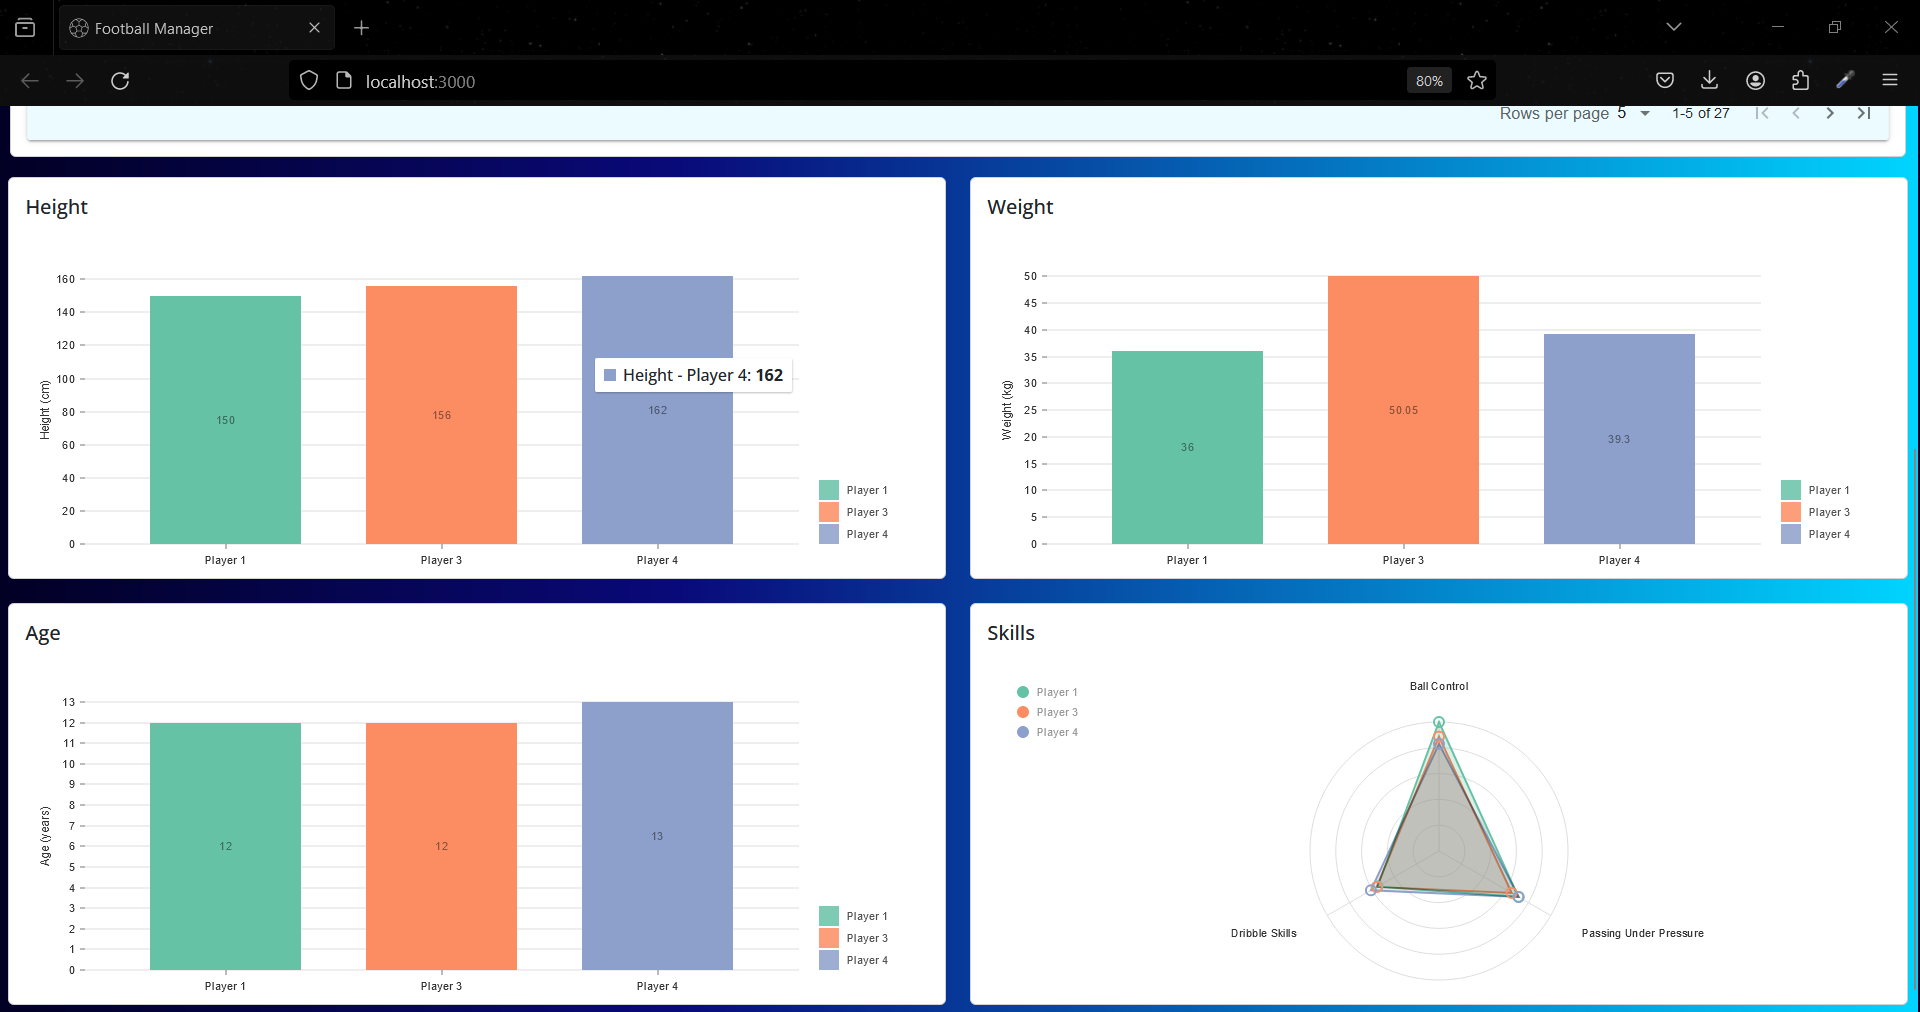 Football Manager
localhost:3000
80%
Rows per page 5 1-5 of 27
Height
Height (cm)
160
140
120
100
80
60
40
20
0
150
156
162
Height - Player 4: 162
Player 1
Player 3
Player 4
Player 1
Player 3
Player 4
Weight
Weight (kg)
50
45
40
35
30
25
20
15
10
5
0
36
50.05
39.3
Player 1
Player 3
Player 4
Player 1
Player 3
Player 4
Age
Age (years)
13
12
11
10
9
8
7
6
5
4
3
2
1
0
12
12
13
Player 1
Player 3
Player 4
Player 1
Player 3
Player 4
Skills
Player 1
Player 3
Player 4
Ball Control
Dribble Skills
Passing Under Pressure